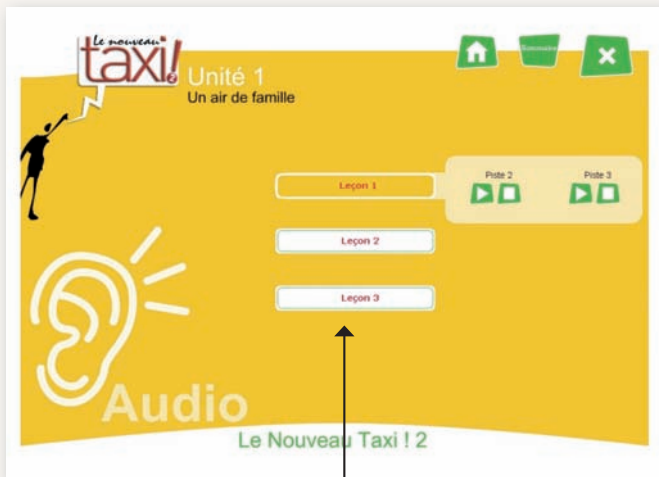 Le nouveau
taxi! 2
Unité 1
Un air de famille
Sommaire
Leçon 1
Piste 2
Piste 3
Leçon 2
Leçon 3
Audio
Le Nouveau Taxi ! 2